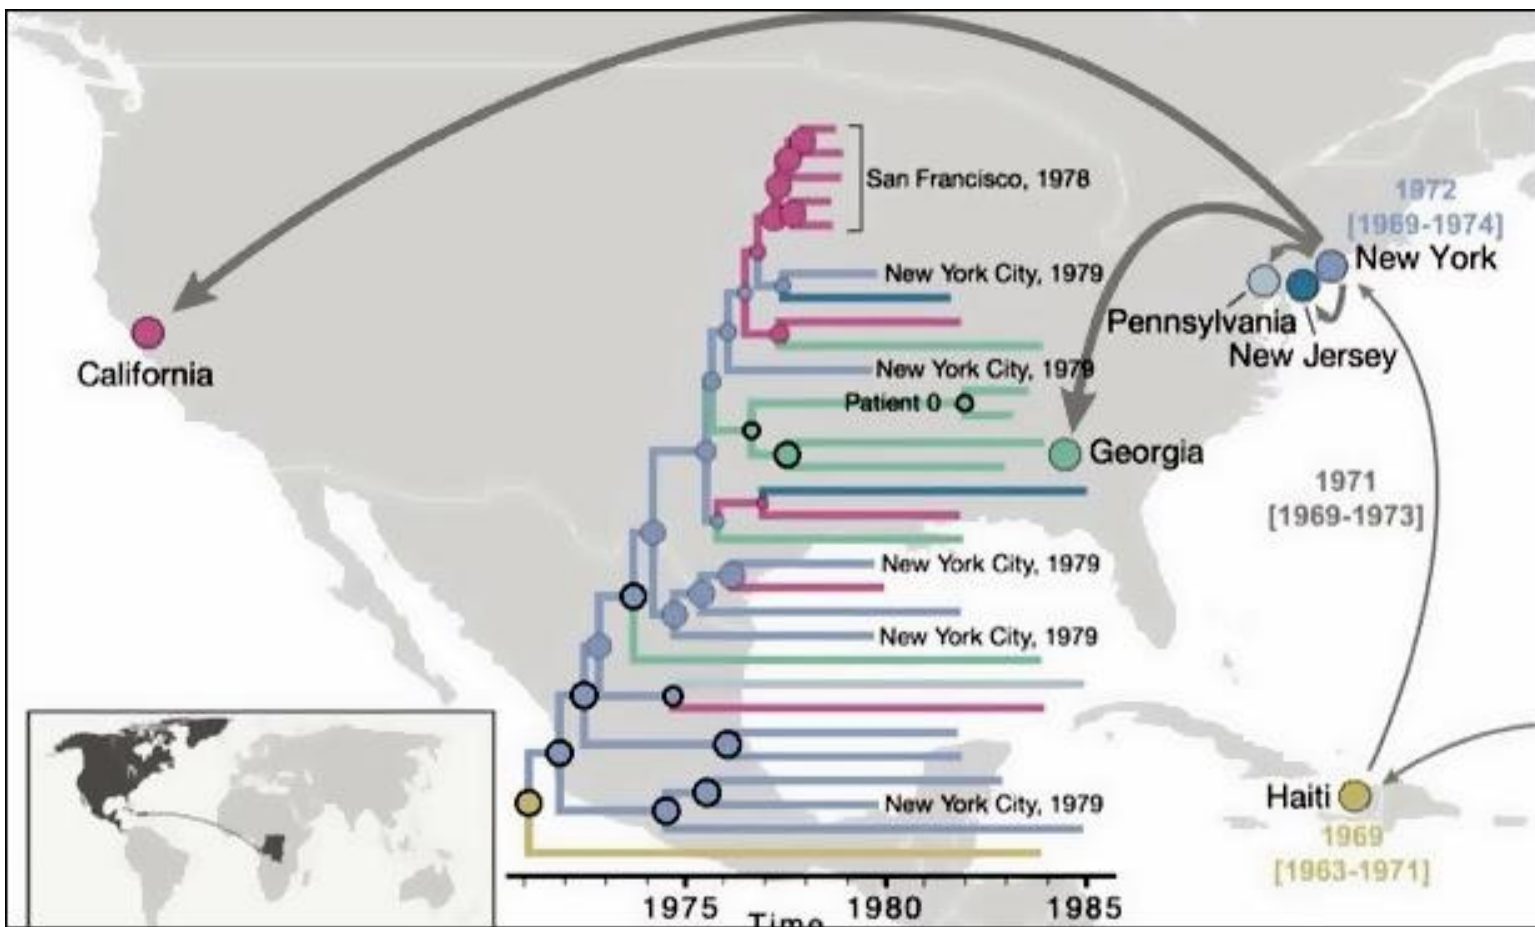 San Francisco, 1978
1972
[1969-1974]
New York
New York City, 1979
Pennsylvania
New Jersey
California
New York City, 1979
Patient 0
Georgia
1971
[1969-1973]
New York City, 1979
New York City, 1979
Haiti
New York City, 1979
1969
[1963-1971]
1975
1980
1985
Time